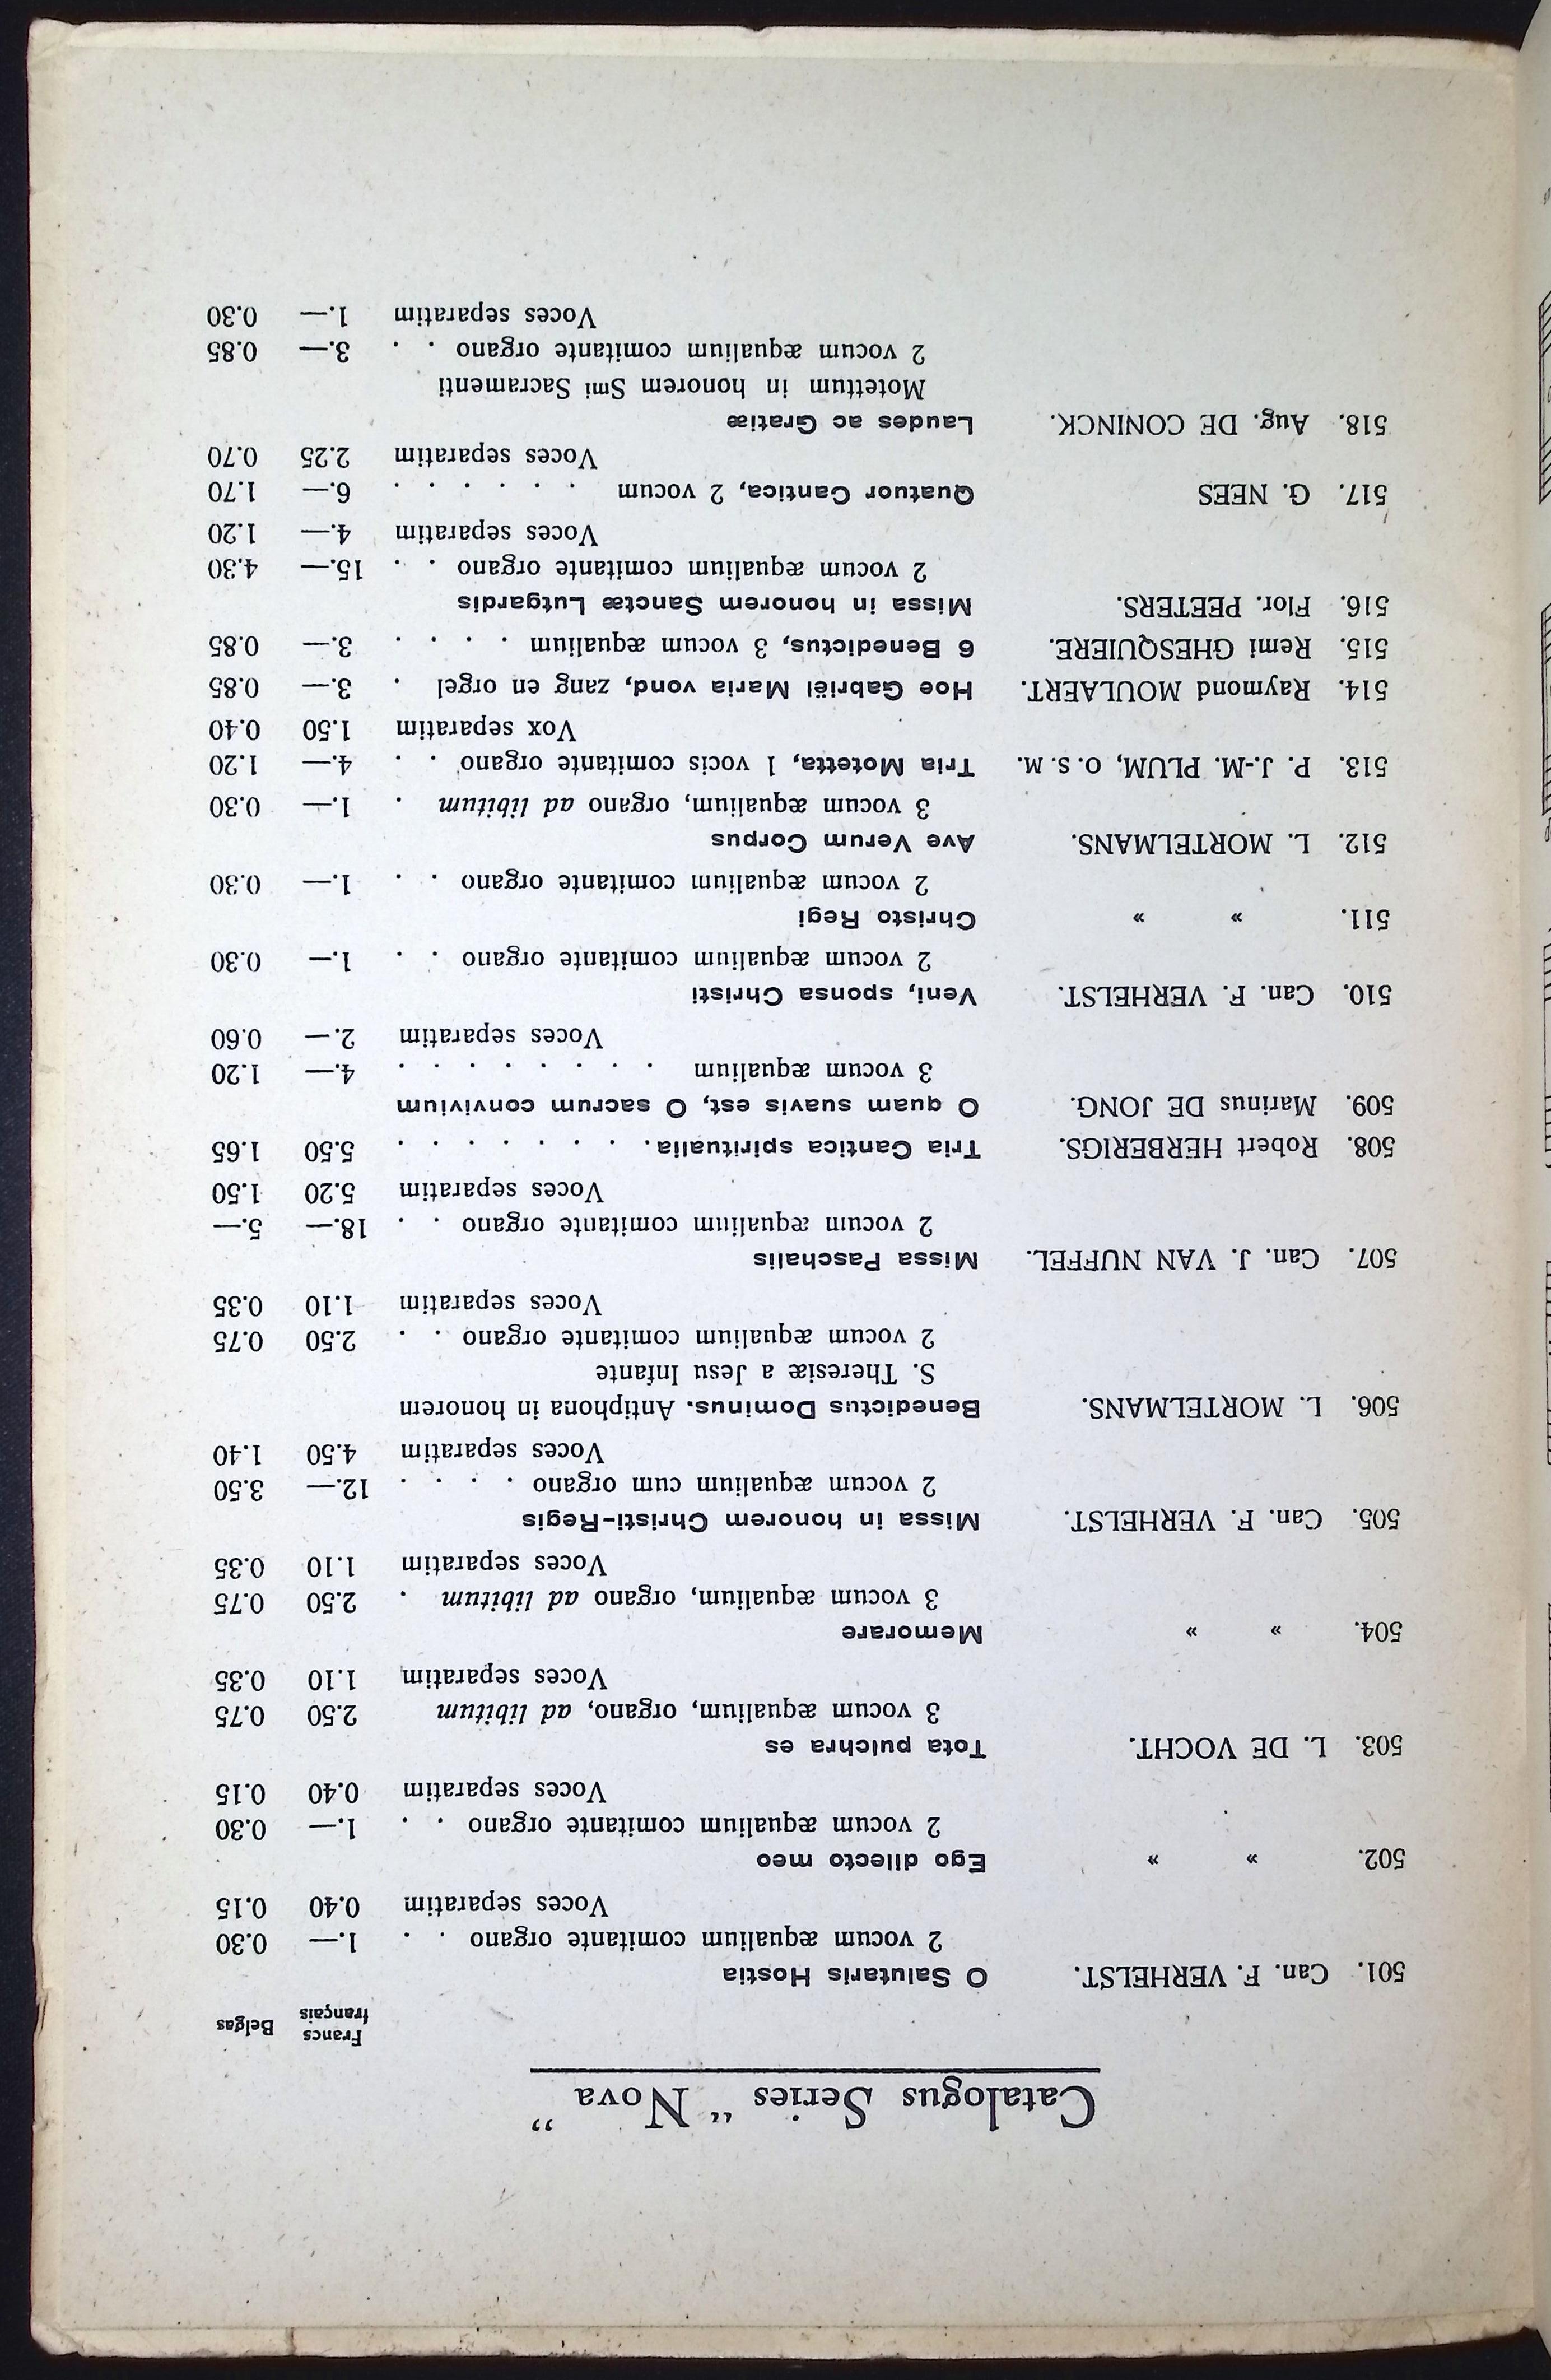 Catalogus Series “ Nova ”
Francs français Belgas
501. Can. F. VERHELST. O Salutaris Hostia
2 vocum æqualium comitante organo . . 1.— 0.30
Voces separatim 0.40 0.15
502. » » Ego dilecto meo
2 vocum æqualium comitante organo . . 1.— 0.30
Voces separatim 0.40 0.15
503. L. DE VOCHT. Tota pulchra es
3 vocum æqualium, organo, ad libitum 2.50 0.75
Voces separatim 1.10 0.35
504. » » Memorare
3 vocum æqualium, organo ad libitum . 2.50 0.75
Voces separatim 1.10 0.35
505. Can. F. VERHELST. Missa in honorem Christi-Regis
2 vocum æqualium cum organo . . . . 12.— 3.50
Voces separatim 4.50 1.40
506. L. MORTELMANS. Benedictus Dominus. Antiphona in honorem
S. Theresiæ a Jesu Infante
2 vocum æqualium comitante organo . . 2.50 0.75
Voces separatim 1.10 0.35
507. Can. J. VAN NUFFEL. Missa Paschalis
2 vocum æqualium comitante organo . . 18.— 5.—
Voces separatim 5.20 1.50
508. Robert HERBERIGS. Tria Cantica spiritualia. . . . . . . . 5.50 1.65
509. Marinus DE JONG. O quam suavis est, O sacrum convivium
3 vocum æqualium . . . . . . . . 4.— 1.20
Voces separatim 2.— 0.60
510. Can. F. VERHELST. Veni, sponsa Christi
2 vocum æqualium comitante organo . . 1.— 0.30
511. » » Christo Regi
2 vocum æqualium comitante organo . . 1.— 0.30
512. L. MORTELMANS. Ave Verum Corpus
3 vocum æqualium, organo ad libitum . 1.— 0.30
513. P. J.-M. PLUM, O. S. M. Tria Motetta, 1 vocis comitante organo . . 4.— 1.20
Vox separatim 1.50 0.40
514. Raymond MOULAERT. Hoe Gabriël Maria vond, zang en orgel . 3.— 0.85
515. Remi GHESQUIERE. 6 Benedictus, 3 vocum æqualium . . . . 3.— 0.85
516. Flor. PEETERS. Missa in honorem Sanctæ Lutgardis
2 vocum æqualium comitante organo . . 15.— 4.30
Voces separatim 4.— 1.20
517. G. NEES Quatuor Cantica, 2 vocum . . . . . . 6.— 1.70
Voces separatim 2.25 0.70
518. Aug. DE CONINCK. Laudes ac Gratiæ
Motettum in honorem Smi Sacramenti
2 vocum æqualium comitante organo . . 3.— 0.85
Voces separatim 1.— 0.30